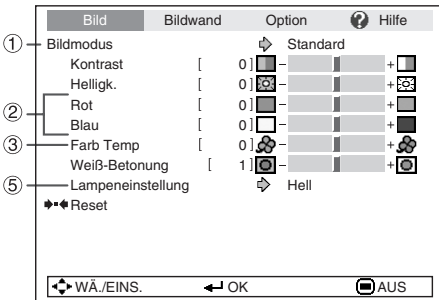 Bild Bildwand Option ? Hilfe
① Bildmodus Standard
Kontrast [ 0 ] - +
Helligk. [ 0 ] - +
② Rot [ 0 ] - +
Blau [ 0 ] - +
③ Farb Temp [ 0 ] - +
Weiß-Betonung [ 1 ] - +
⑤ Lampeneinstellung Hell
Reset
WÄ./EINS. OK AUS